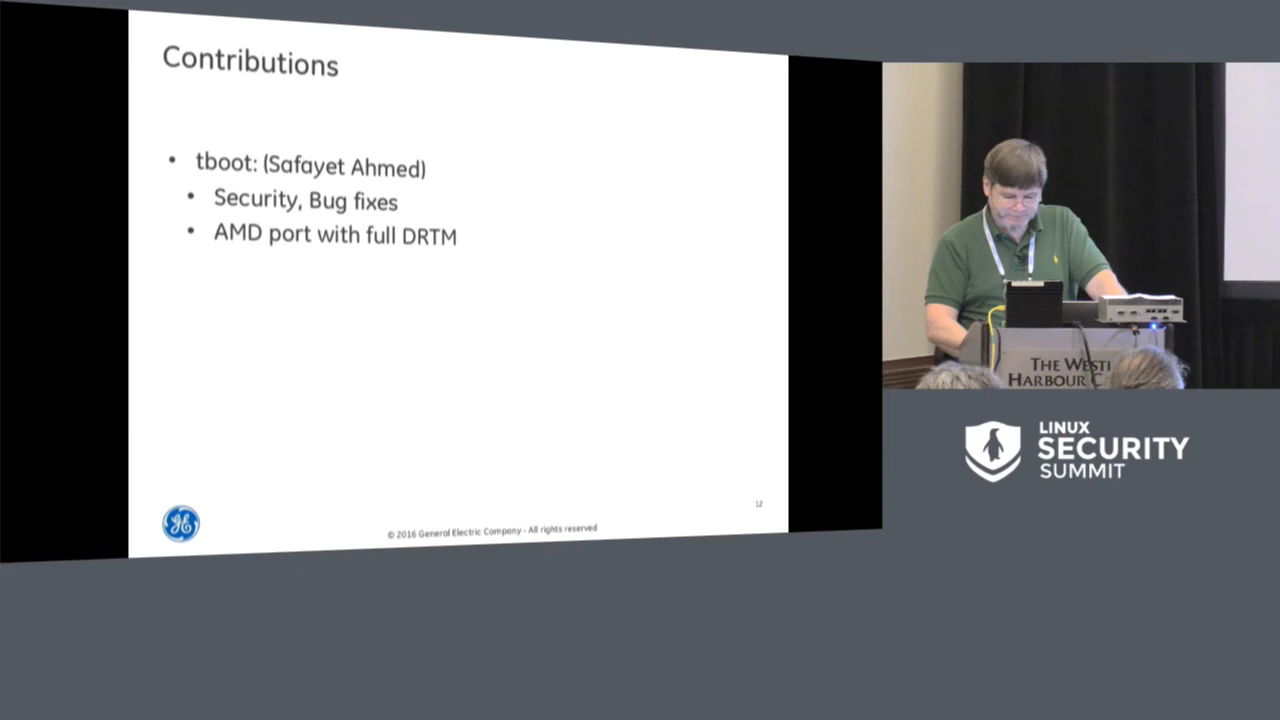 Contributions
• tboot: (Safayet Ahmed)
• Security, Bug fixes
• AMD port with full DRTM
12
© 2016 General Electric Company - All rights reserved
GE
THE WESTI
HARBOUR C
LINUX
SECURITY
SUMMIT